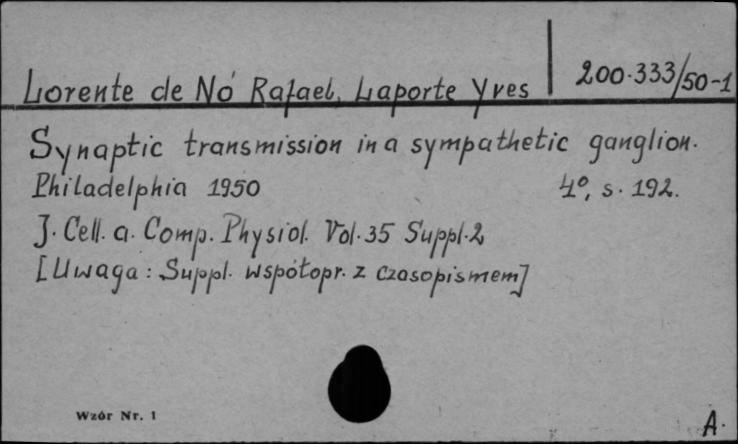 Lorente de Nó Rafael, Laporte Yves
200.333/50-1
Synaptic transmission in a sympathetic ganglion.
Philadelphia 1950 4°, s. 192.
J. Cell. a. Comp. Physiol. Vol. 35 Suppl. 2
[Uwaga: Suppl. współopr. z czasopismem]
Wzór Nr. 1
A.